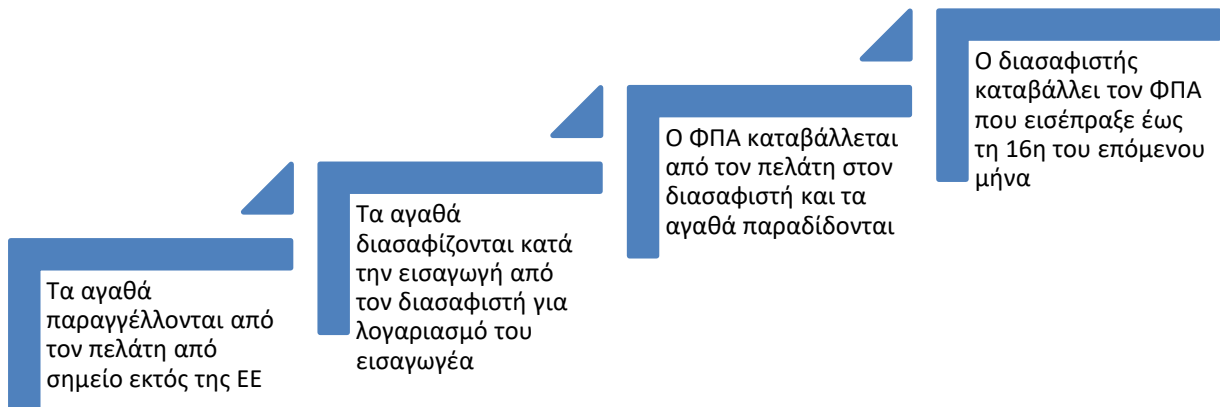 Τα αγαθά
παραγγέλλονται από
τον πελάτη από
σημείο εκτός της ΕΕ
Τα αγαθά
διασαφίζονται κατά
την εισαγωγή από
τον διασαφιστή για
λογαριασμό του
εισαγωγέα
Ο ΦΠΑ καταβάλλεται
από τον πελάτη στον
διασαφιστή και τα
αγαθά παραδίδονται
Ο διασαφιστής
καταβάλλει τον ΦΠΑ
που εισέπραξε έως
τη 16η του επόμενου
μήνα